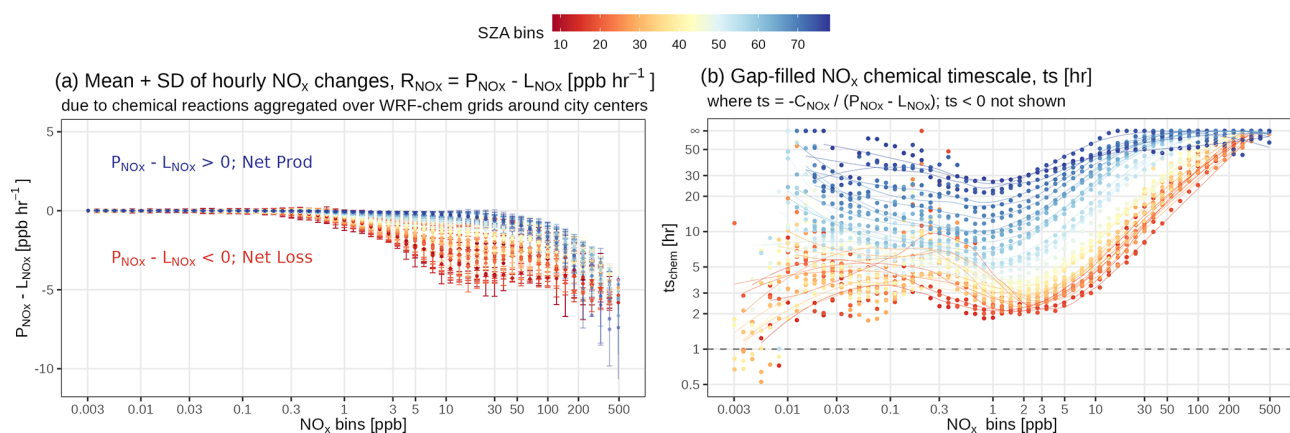 SZA bins
10 20 30 40 50 60 70
(a) Mean + SD of hourly NOx changes, RNOx = PNOx - LNOx [ppb hr⁻¹ ]
due to chemical reactions aggregated over WRF-chem grids around city centers
PNOx - LNOx > 0; Net Prod
PNOx - LNOx < 0; Net Loss
PNOx - LNOx [ppb hr⁻¹ ]
5
0
-5
-10
0.003 0.01 0.03 0.1 0.3 1 3 5 10 30 50 100 200 500
NOx bins [ppb]
(b) Gap-filled NOx chemical timescale, ts [hr]
where ts = -CNOx / (PNOx - LNOx); ts < 0 not shown
tschem [hr]
∞
50
30
20
10
5
3
2
1
0.5
0.003 0.01 0.03 0.1 0.3 1 2 3 5 10 30 50 100 200 500
NOx bins [ppb]